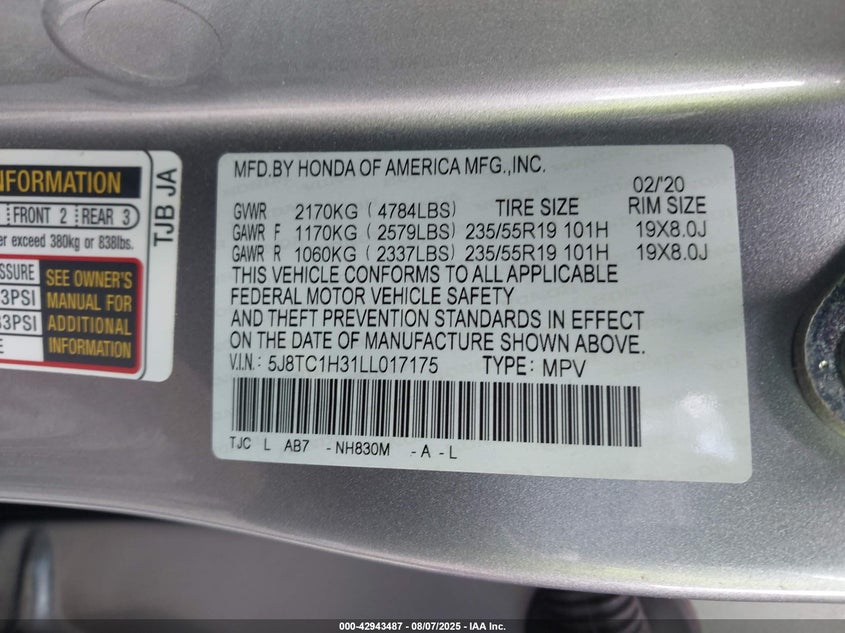 NFORMATION
FRONT 2 | REAR 3
er exceed 380kg or 838lbs.
SSURE
3PSI
33PSI
E
SEE OWNER'S
MANUAL FOR
ADDITIONAL
INFORMATION
TJB JA
MFD.BY HONDA OF AMERICA MFG.,INC.
02/'20
GVWR 2170KG ( 4784LBS) TIRE SIZE RIM SIZE
GAWR F 1170KG ( 2579LBS) 235/55R19 101H 19X8.0J
GAWR R 1060KG ( 2337LBS) 235/55R19 101H 19X8.0J
THIS VEHICLE CONFORMS TO ALL APPLICABLE
FEDERAL MOTOR VEHICLE SAFETY
AND THEFT PREVENTION STANDARDS IN EFFECT
ON THE DATE OF MANUFACTURE SHOWN ABOVE.
V.I.N.: 5J8TC1H31LL017175 TYPE: MPV
TJC L AB7 -NH830M -A-L
000-42943487 - 08/07/2025 - IAA Inc.